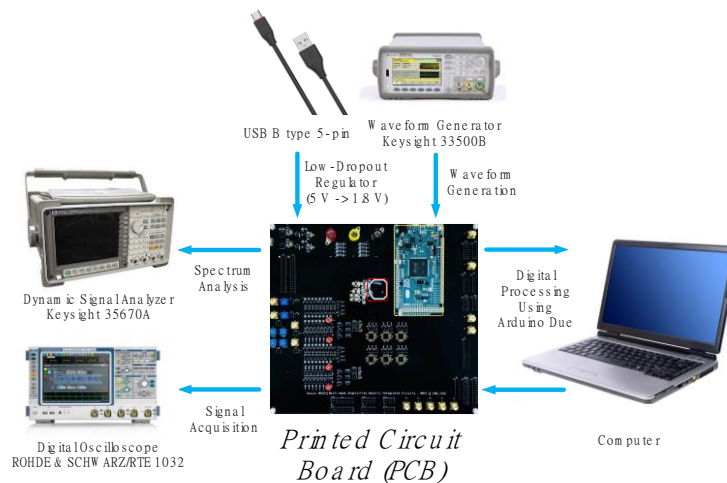 USB B type 5-pin
Waveform Generator
Keysight 33500B
Low-Dropout
Regulator
(5 V -> 1.8 V)
Waveform
Generation
Spectrum
Analysis
Dynamic Signal Analyzer
Keysight 35670A
Digital
Processing
Using
Arduino Due
Signal
Acquisition
Digital Oscilloscope
ROHDE & SCHWARZ/RTE 1032
Computer
Printed Circuit
Board (PCB)